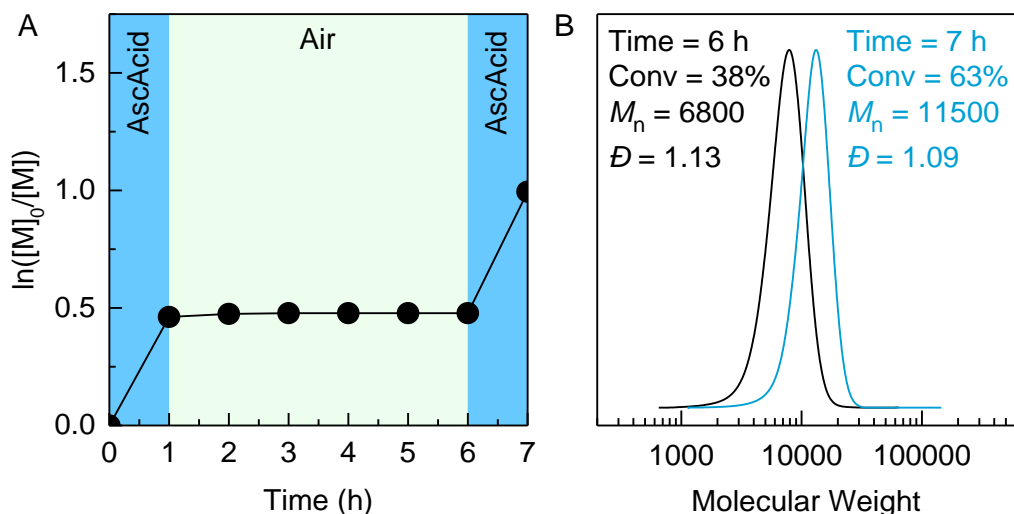 A
AscAcid
Air
AscAcid
ln([M]₀/[M])
1.5
1.0
0.5
0.0
0 1 2 3 4 5 6 7
Time (h)
B
Time = 6 h
Conv = 38%
Mn = 6800
Đ = 1.13
Time = 7 h
Conv = 63%
Mn = 11500
Đ = 1.09
1000 10000 100000
Molecular Weight